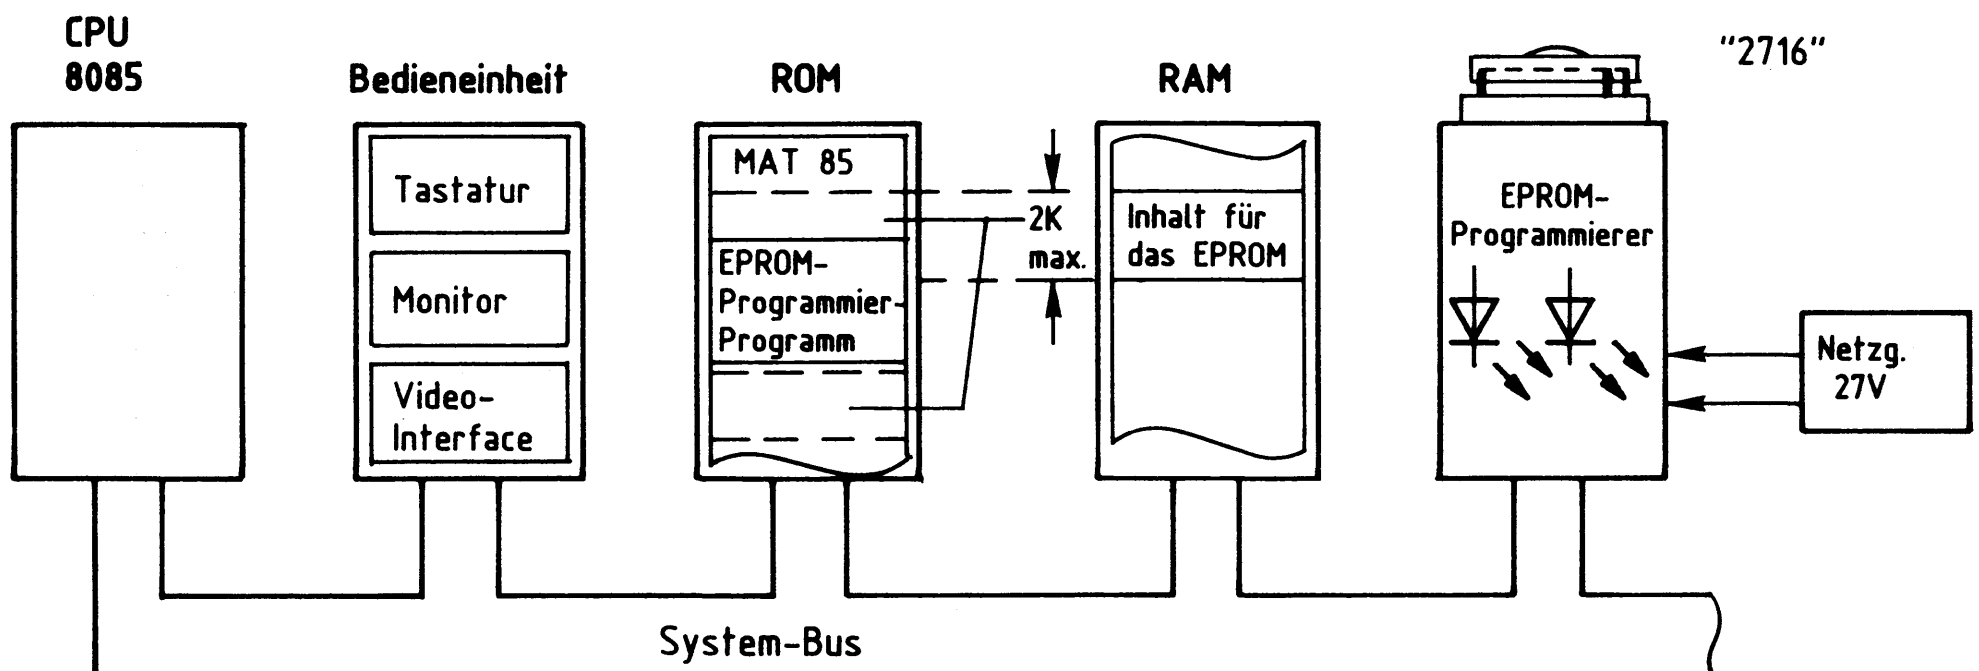 CPU
8085
Bedieneinheit
ROM
RAM
"2716"
Tastatur
Monitor
Video-
Interface
MAT 85
EPROM-
Programmier-
Programm
2K
max.
Inhalt für
das EPROM
EPROM-
Programmierer
Netzg.
27V
System-Bus